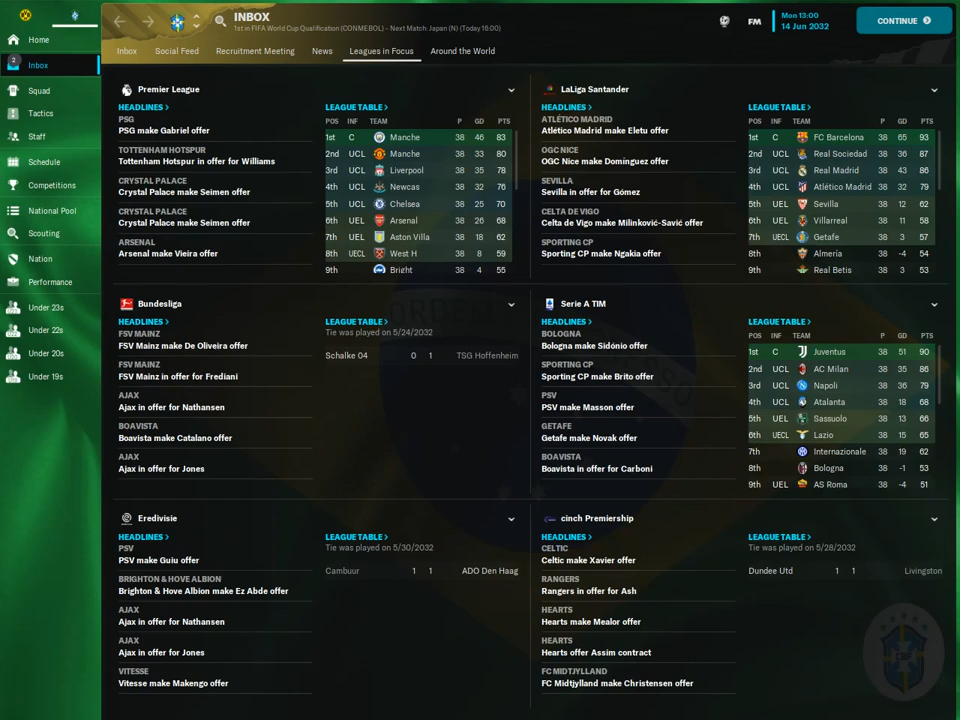 INBOX
1st in FIFA World Cup Qualification (CONMEBOL) - Next Match: Japan (N) (Today 16:00)
FM
Mon 13:00
14 Jun 2032
CONTINUE
Home
2
Inbox
Squad
Tactics
Staff
Schedule
Competitions
National Pool
Scouting
Nation
Performance
Under 23s
Under 22s
Under 20s
Under 19s
Inbox Social Feed Recruitment Meeting News Leagues in Focus Around the World
Premier League
HEADLINES >
PSG
PSG make Gabriel offer
TOTTENHAM HOTSPUR
Tottenham Hotspur in offer for Williams
CRYSTAL PALACE
Crystal Palace make Seimen offer
CRYSTAL PALACE
Crystal Palace make Seimen offer
ARSENAL
Arsenal make Vieira offer
LEAGUE TABLE >
POS INF TEAM P GD PTS
1st C Manche 38 46 83
2nd UCL Manche 38 33 80
3rd UCL Liverpool 38 35 78
4th UCL Newcas 38 32 76
5th UCL Chelsea 38 25 70
6th UEL Arsenal 38 26 68
7th UEL Aston Villa 38 18 62
8th UECL West H 38 8 59
9th Bright 38 4 55
LaLiga Santander
HEADLINES >
ATLÉTICO MADRID
Atlético Madrid make Eletu offer
OGC NICE
OGC Nice make Domínguez offer
SEVILLA
Sevilla in offer for Gómez
CELTA DE VIGO
Celta de Vigo make Milinković-Savić offer
SPORTING CP
Sporting CP make Ngakia offer
LEAGUE TABLE >
POS INF TEAM P GD PTS
1st C FC Barcelona 38 65 93
2nd UCL Real Sociedad 38 36 87
3rd UCL Real Madrid 38 43 86
4th UCL Atlético Madrid 38 32 79
5th UEL Sevilla 38 12 62
6th UEL Villarreal 38 11 58
7th UECL Getafe 38 3 57
8th Almería 38 -4 54
9th Real Betis 38 3 53
Bundesliga
HEADLINES >
FSV MAINZ
FSV Mainz make De Oliveira offer
FSV MAINZ
FSV Mainz in offer for Frediani
AJAX
Ajax in offer for Nathansen
BOAVISTA
Boavista make Catalano offer
AJAX
Ajax in offer for Jones
LEAGUE TABLE >
Tie was played on 5/24/2032
Schalke 04 0 1 TSG Hoffenheim
Serie A TIM
HEADLINES >
BOLOGNA
Bologna make Sidónio offer
SPORTING CP
Sporting CP make Brito offer
PSV
PSV make Masson offer
GETAFE
Getafe make Novak offer
BOAVISTA
Boavista in offer for Carboni
LEAGUE TABLE >
POS INF TEAM P GD PTS
1st C Juventus 38 51 90
2nd UCL AC Milan 38 35 86
3rd UCL Napoli 38 36 79
4th UCL Atalanta 38 18 68
5th UEL Sassuolo 38 13 66
6th UECL Lazio 38 15 65
7th Internazionale 38 19 62
8th Bologna 38 -1 53
9th UEL AS Roma 38 -4 51
Eredivisie
HEADLINES >
PSV
PSV make Guiu offer
BRIGHTON & HOVE ALBION
Brighton & Hove Albion make Ez Abde offer
AJAX
Ajax in offer for Nathansen
AJAX
Ajax in offer for Jones
VITESSE
Vitesse make Makengo offer
LEAGUE TABLE >
Tie was played on 5/30/2032
Cambuur 1 1 ADO Den Haag
cinch Premiership
HEADLINES >
CELTIC
Celtic make Xavier offer
RANGERS
Rangers in offer for Ash
HEARTS
Hearts make Mealor offer
HEARTS
Hearts offer Assim contract
FC MIDTJYLLAND
FC Midtjylland make Christensen offer
LEAGUE TABLE >
Tie was played on 5/28/2032
Dundee Utd 1 1 Livingston
CBF